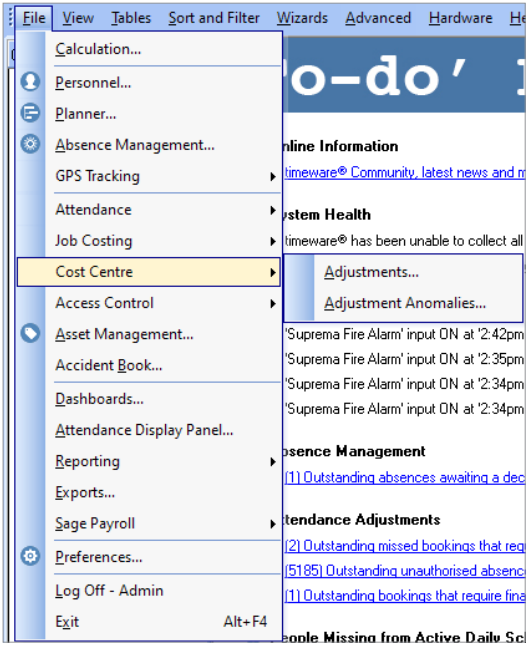 File View Tables Sort and Filter Wizards Advanced Hardware
Calculation...
o-do'
Personnel...
Planner...
Absence Management... nline Information
GPS Tracking timeware® Community, latest news and
Attendance ystem Health
Job Costing timeware® has been unable to collect all
Cost Centre Adjustments...
Access Control Adjustment Anomalies...
Asset Management... 'Suprema Fire Alarm' input ON at '2:42pm
Accident Book... 'Suprema Fire Alarm' input ON at '2:35pm
'Suprema Fire Alarm' input ON at '2:34pm
Dashboards... 'Suprema Fire Alarm' input ON at '2:34pm
Attendance Display Panel...
Reporting bsence Management
(1) Outstanding absences awaiting a dec
Exports...
Sage Payroll ttendance Adjustments
(2) Outstanding missed bookings that req
Preferences...
(5185) Outstanding unauthorised absenc
Log Off - Admin (1) Outstanding bookings that require fina
Exit Alt+F4
eople Missing from Active Daily Sc